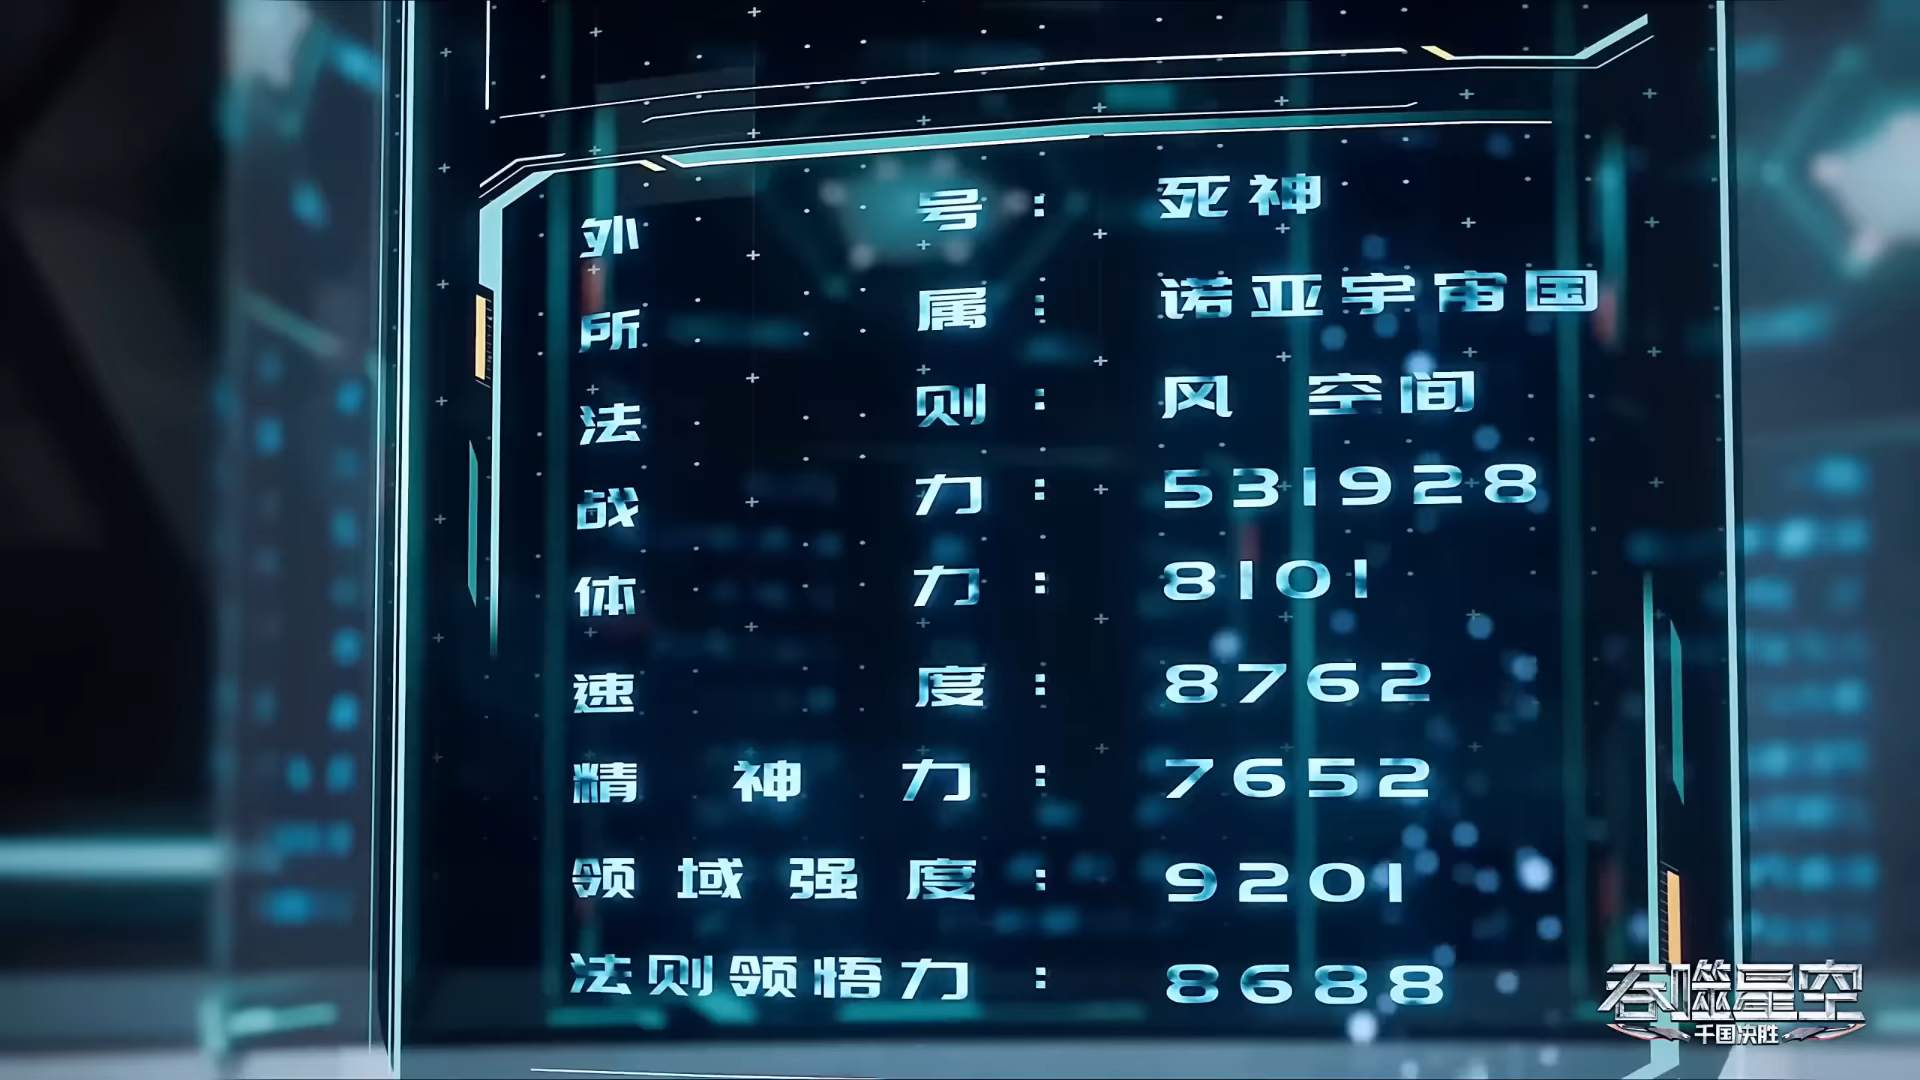 外号：死神
所属：诺亚宇宙国
法则：风 空间
战力：531928
体力：8101
速度：8762
精神力：7652
领域强度：9201
法则领悟力：8688
吞噬星空
千国决胜